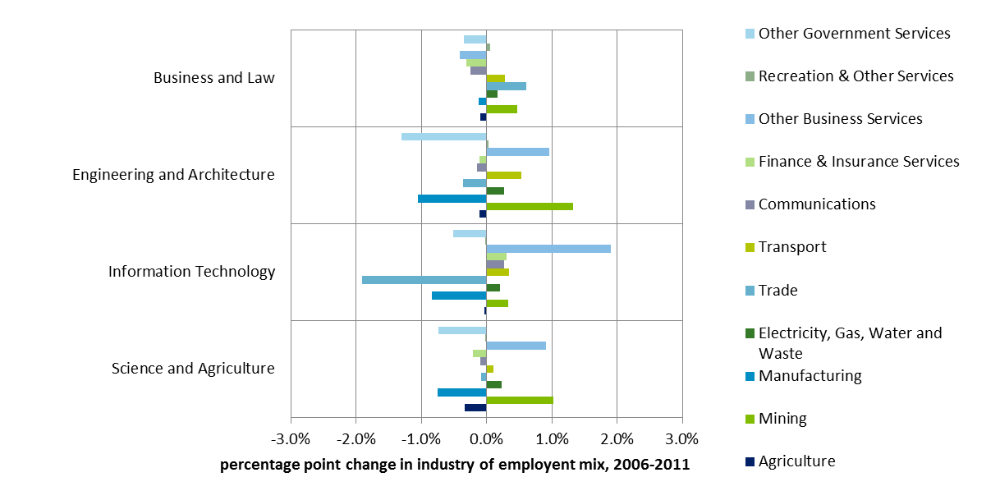 Business and Law
Engineering and Architecture
Information Technology
Science and Agriculture
-3.0% -2.0% -1.0% 0.0% 1.0% 2.0% 3.0%
percentage point change in industry of employent mix, 2006-2011
Other Government Services
Recreation & Other Services
Other Business Services
Finance & Insurance Services
Communications
Transport
Trade
Electricity, Gas, Water and
Waste
Manufacturing
Mining
Agriculture